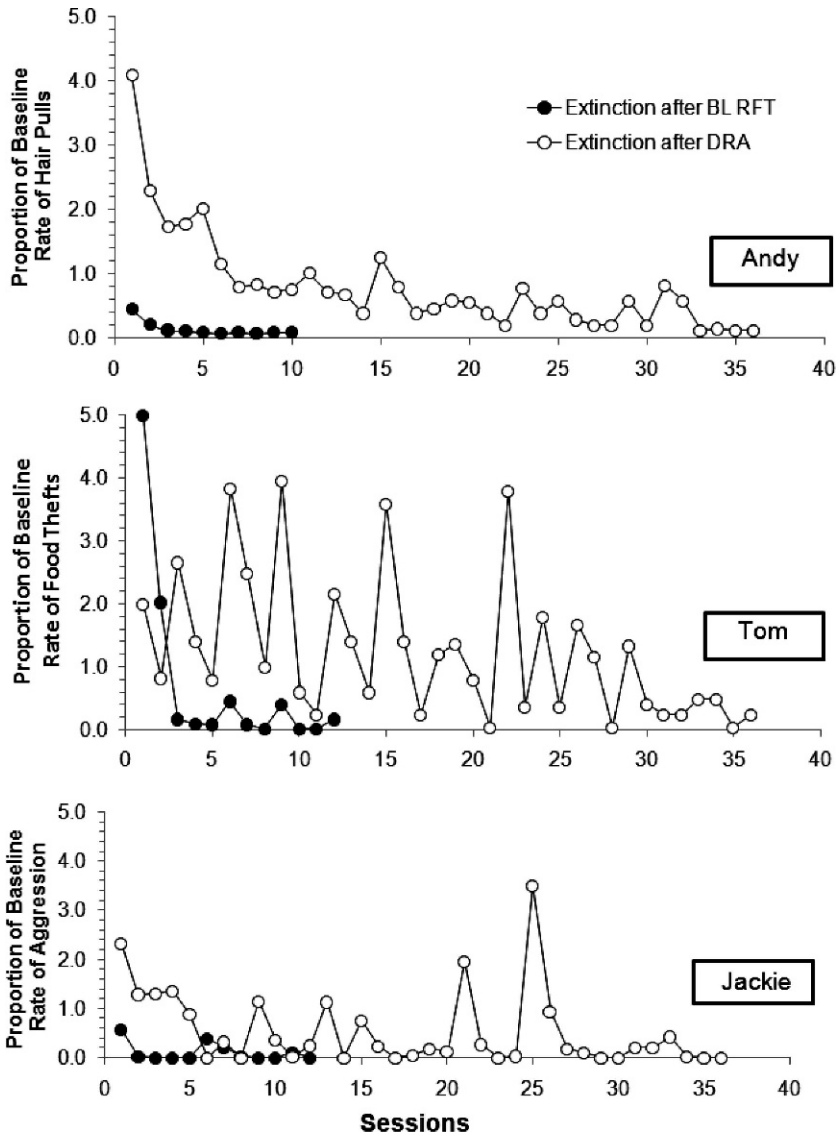 Proportion of Baseline
Rate of Hair Pulls
5.0
4.0
3.0
2.0
1.0
0.0
Extinction after BL RFT
Extinction after DRA
Andy
0 5 10 15 20 25 30 35 40
Proportion of Baseline
Rate of Food Thefts
5.0
4.0
3.0
2.0
1.0
0.0
Tom
0 5 10 15 20 25 30 35 40
Proportion of Baseline
Rate of Aggression
5.0
4.0
3.0
2.0
1.0
0.0
Jackie
0 5 10 15 20 25 30 35 40
Sessions